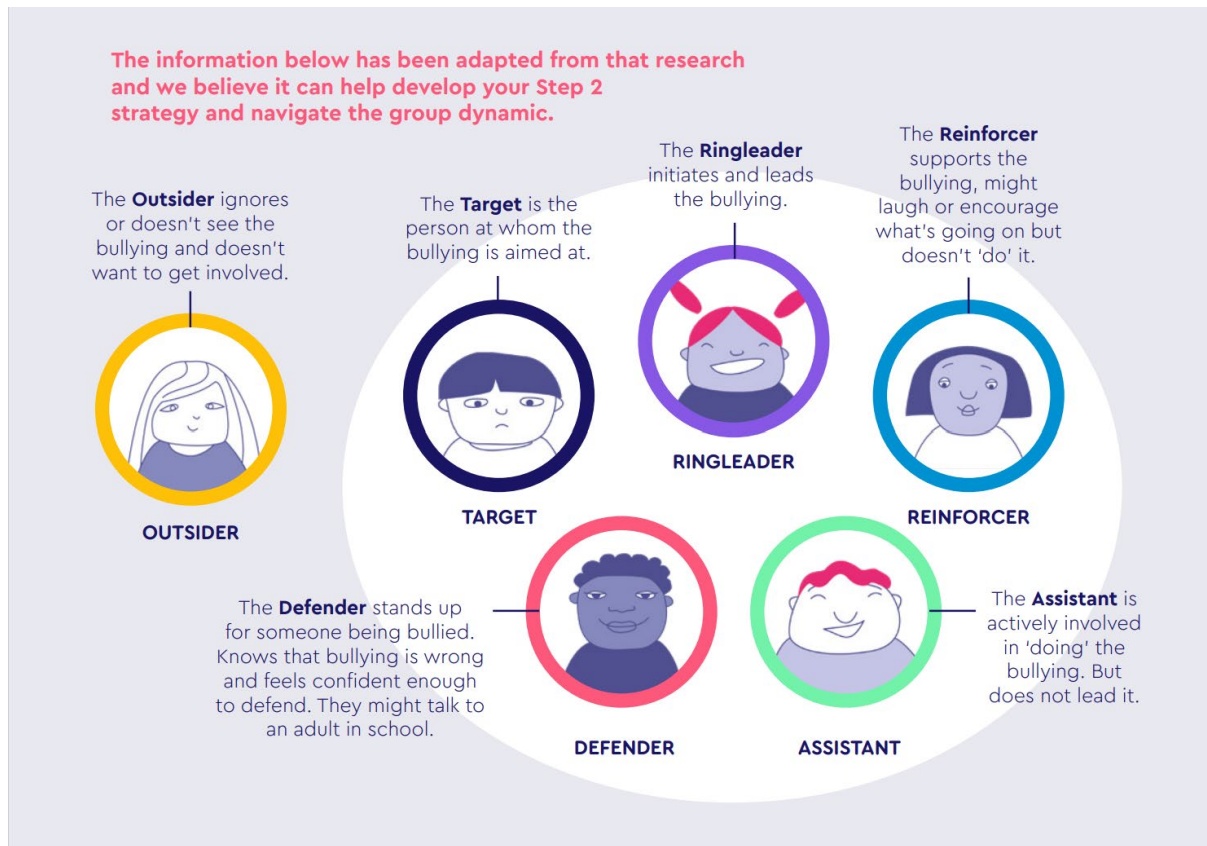 The information below has been adapted from that research
and we believe it can help develop your Step 2
strategy and navigate the group dynamic.
The Outsider ignores
or doesn't see the
bullying and doesn't
want to get involved.
OUTSIDER
The Target is the
person at whom the
bullying is aimed at.
TARGET
The Ringleader
initiates and leads
the bullying.
RINGLEADER
The Reinforcer
supports the
bullying, might
laugh or encourage
what's going on but
doesn't 'do' it.
REINFORCER
The Defender stands up
for someone being bullied.
Knows that bullying is wrong
and feels confident enough
to defend. They might talk to
an adult in school.
DEFENDER
The Assistant is
actively involved
in 'doing' the
bullying. But
does not lead it.
ASSISTANT